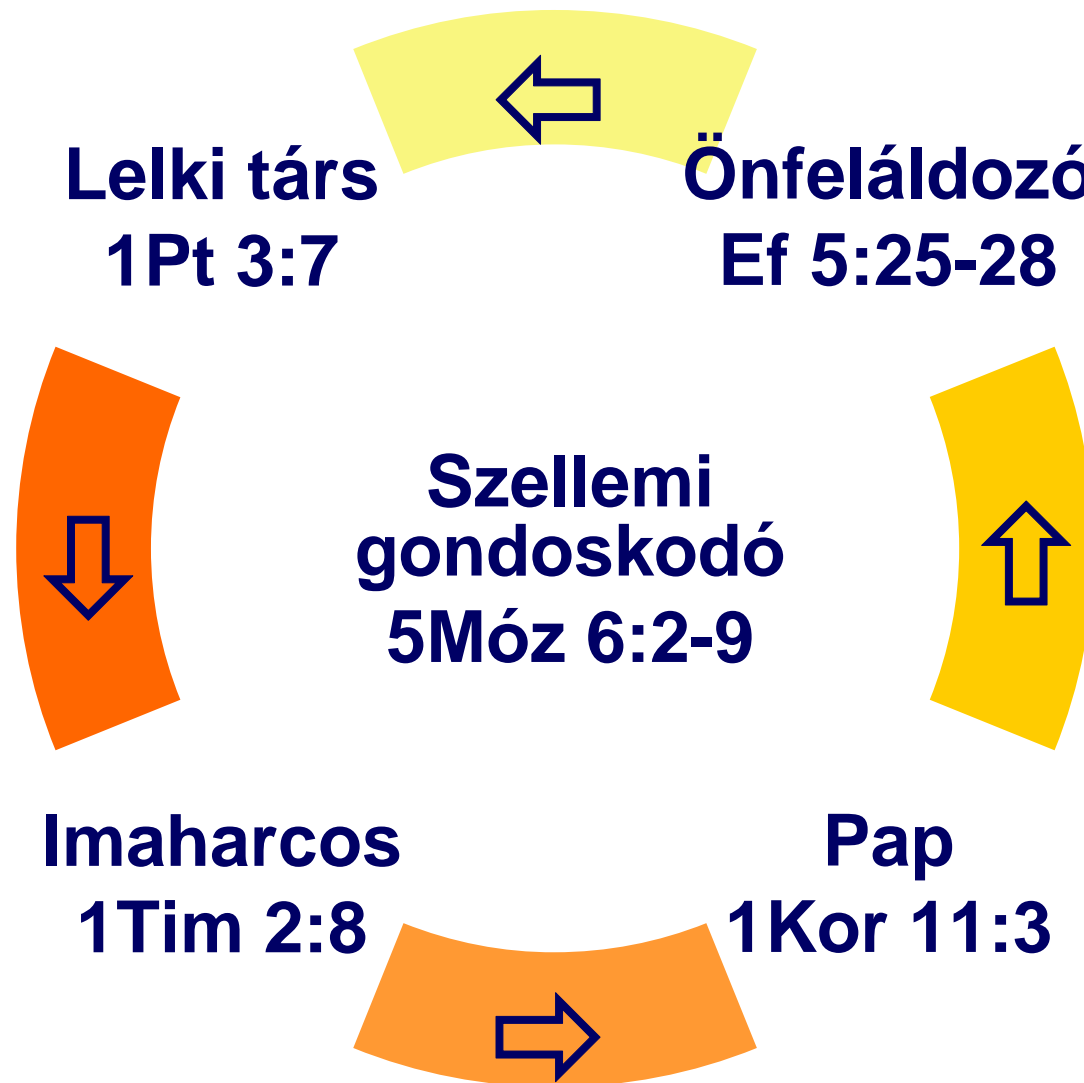 Lelki társ
1Pt 3:7
Önfeláldozó
Ef 5:25-28
Szellemi
gondoskodó
5Móz 6:2-9
Imaharcos
1Tim 2:8
Pap
1Kor 11:3